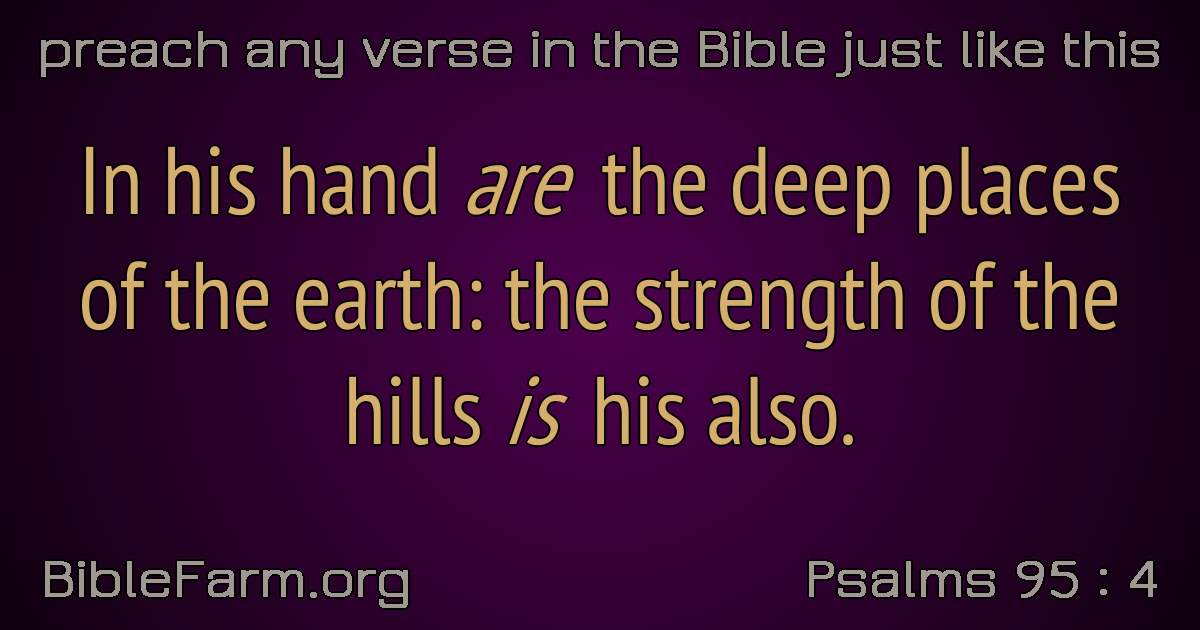 preach any verse in the Bible just like this
In his hand are the deep places
of the earth: the strength of the
hills is his also.
BibleFarm.org
Psalms 95 : 4